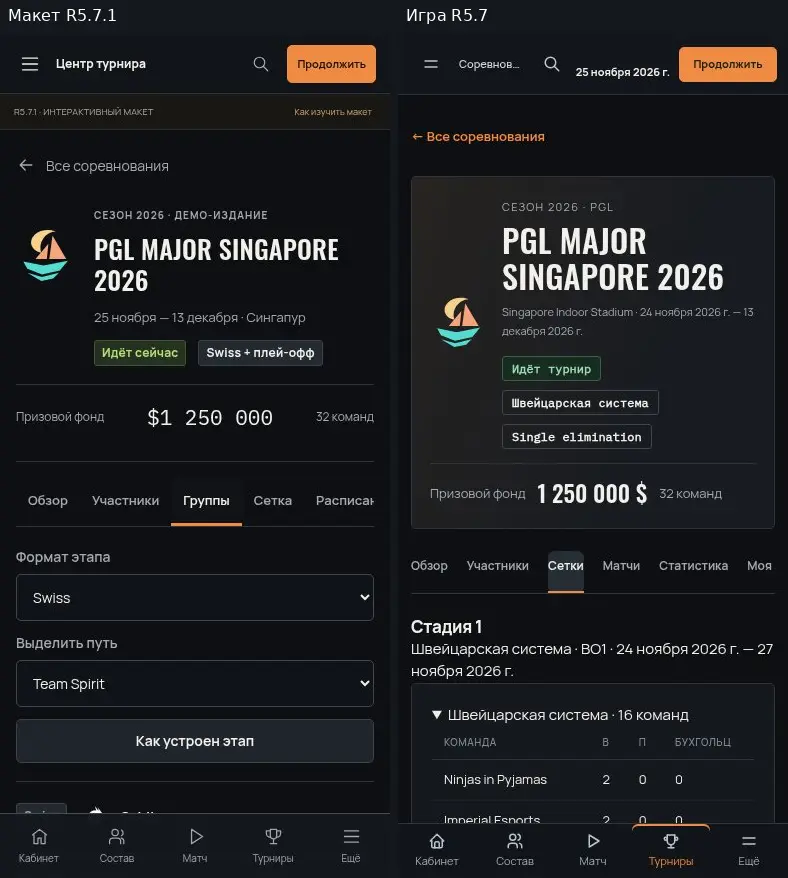 Макет R5.7.1
Центр турнира
Продолжить
R5.7.1 · ИНТЕРАКТИВНЫЙ МАКЕТ
Как изучить макет
Все соревнования
СЕЗОН 2026 · ДЕМО-ИЗДАНИЕ
PGL MAJOR SINGAPORE
2026
25 ноября — 13 декабря · Сингапур
Идёт сейчас
Swiss + плей-офф
Призовой фонд
$1 250 000
32 команд
Обзор Участники Группы Сетка Расписан
Формат этапа
Swiss
Выделить путь
Team Spirit
Как устроен этап
Кабинет Состав Матч Турниры Ещё
Игра R5.7
Соревнов...
25 ноября 2026 г.
Продолжить
← Все соревнования
СЕЗОН 2026 · PGL
PGL MAJOR
SINGAPORE 2026
Singapore Indoor Stadium · 24 ноября 2026 г. — 13
декабря 2026 г.
Идёт турнир
Швейцарская система
Single elimination
Призовой фонд 1 250 000 $ 32 команд
Обзор Участники Сетки Матчи Статистика Моя
Стадия 1
Швейцарская система · BO1 · 24 ноября 2026 г. — 27
ноября 2026 г.
▼ Швейцарская система · 16 команд
КОМАНДА В П БУХГОЛЬЦ
Ninjas in Pyjamas 2 0 0
Imperial Esports 2 0 0
Кабинет Состав Матч Турниры Ещё